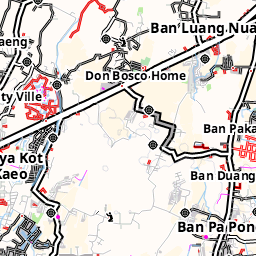 Ban Luang Nua
aeng
Don Bosco Home
ty Ville
Ban Paka
ya Kot
Kaeo
Ban Duang
Ban Pa Pong